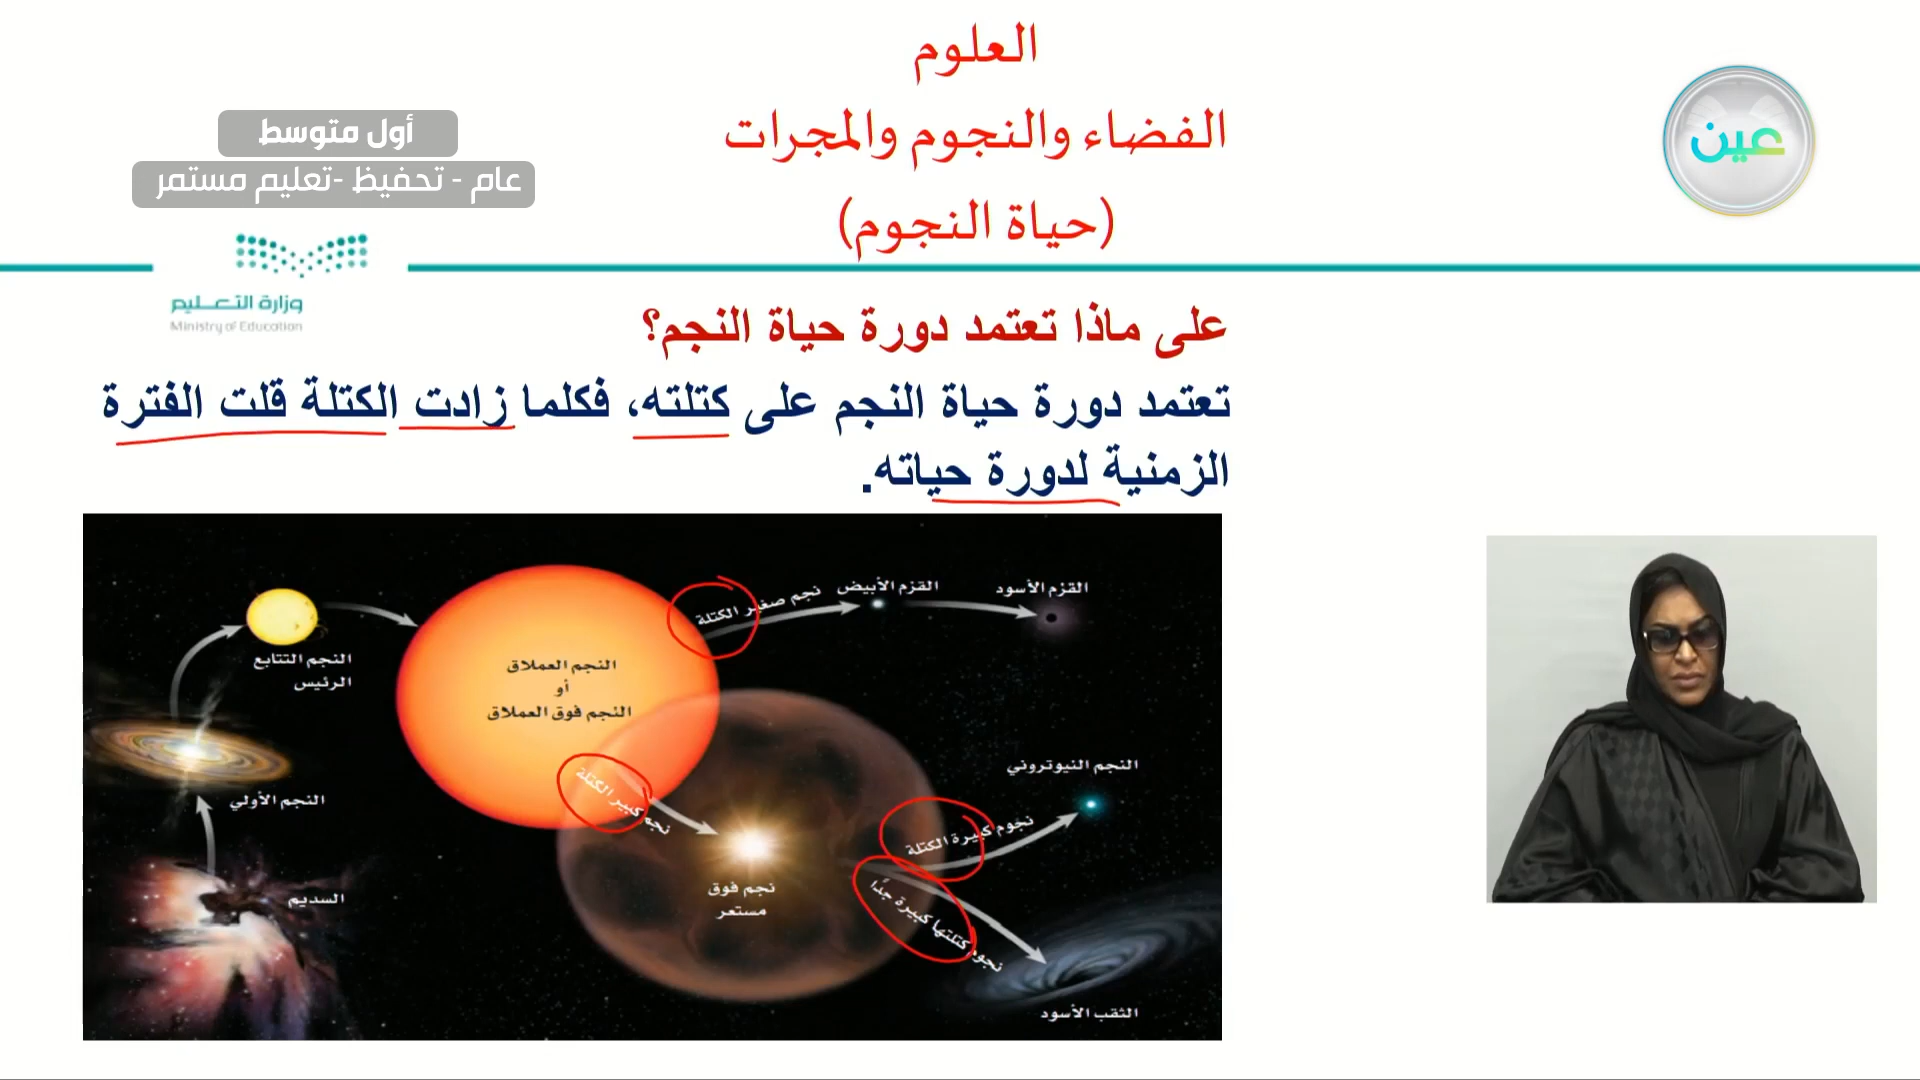 العلوم
الفضاء والنجوم والمجرات
(حياة النجوم)
عين
أول متوسط
عام - تحفيظ -تعليم مستمر
وزارة التعليم
Ministry of Education
على ماذا تعتمد دورة حياة النجم؟
تعتمد دورة حياة النجم على كتلته، فكلما زادت الكتلة قلت الفترة
الزمنية لدورة حياته.
القزم الأسود
القزم الأبيض
نجم صغير الكتلة
النجم العملاق
أو
النجم فوق العملاق
النجم التتابع
الرئيس
النجم الأولي
السديم
نجم كبير الكتلة
نجم فوق
مستعر
نجوم كبيرة الكتلة
النجم النيوتروني
نجوم كتلتها كبيرة جدًا
الثقب الأسود